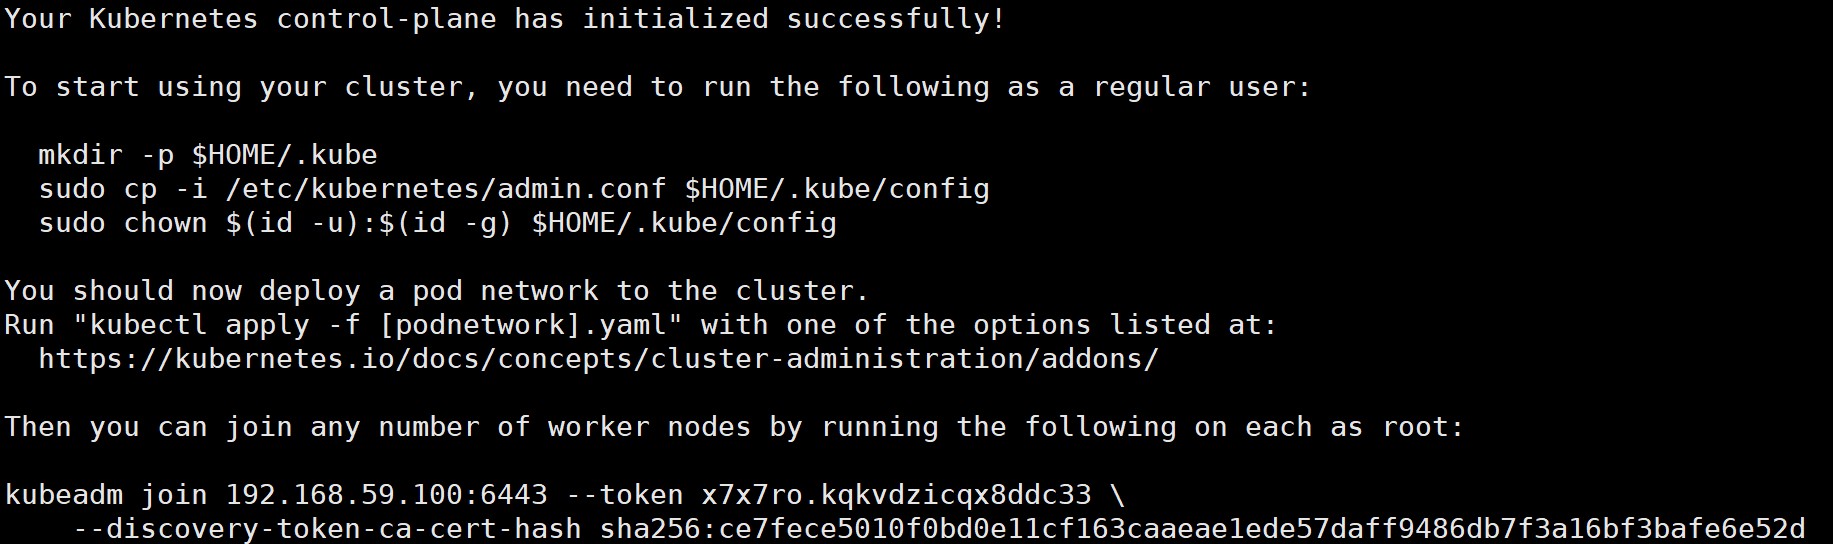 Your Kubernetes control-plane has initialized successfully!
To start using your cluster, you need to run the following as a regular user:
mkdir -p $HOME/.kube
sudo cp -i /etc/kubernetes/admin.conf $HOME/.kube/config
sudo chown $(id -u):$(id -g) $HOME/.kube/config
You should now deploy a pod network to the cluster.
Run "kubectl apply -f [podnetwork].yaml" with one of the options listed at:
https://kubernetes.io/docs/concepts/cluster-administration/addons/
Then you can join any number of worker nodes by running the following on each as root:
kubeadm join 192.168.59.100:6443 --token x7x7ro.kqkvdzicqx8ddc33 \
--discovery-token-ca-cert-hash sha256:ce7fece5010f0bd0e11cf163caaeae1ede57daff9486db7f3a16bf3bafe6e52d